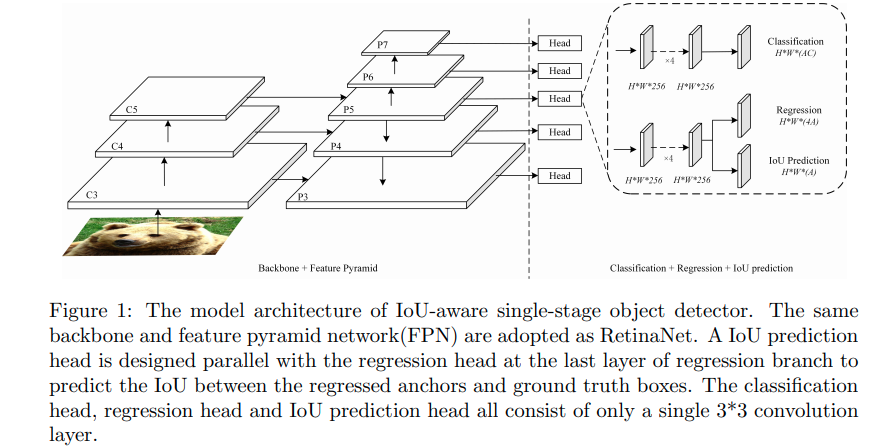 P7
Head
Classification
H*W*(AC)
×4
P6
Head
H*W*256 H*W*256
C5
P5
Head
Regression
H*W*(4A)
C4
P4
Head
×4
IoU Prediction
H*W*(A)
H*W*256 H*W*256
C3
P3
Head
Backbone + Feature Pyramid
Classification + Regression + IoU prediction
Figure 1: The model architecture of IoU-aware single-stage object detector. The same
backbone and feature pyramid network(FPN) are adopted as RetinaNet. A IoU prediction
head is designed parallel with the regression head at the last layer of regression branch to
predict the IoU between the regressed anchors and ground truth boxes. The classification
head, regression head and IoU prediction head all consist of only a single 3*3 convolution
layer.